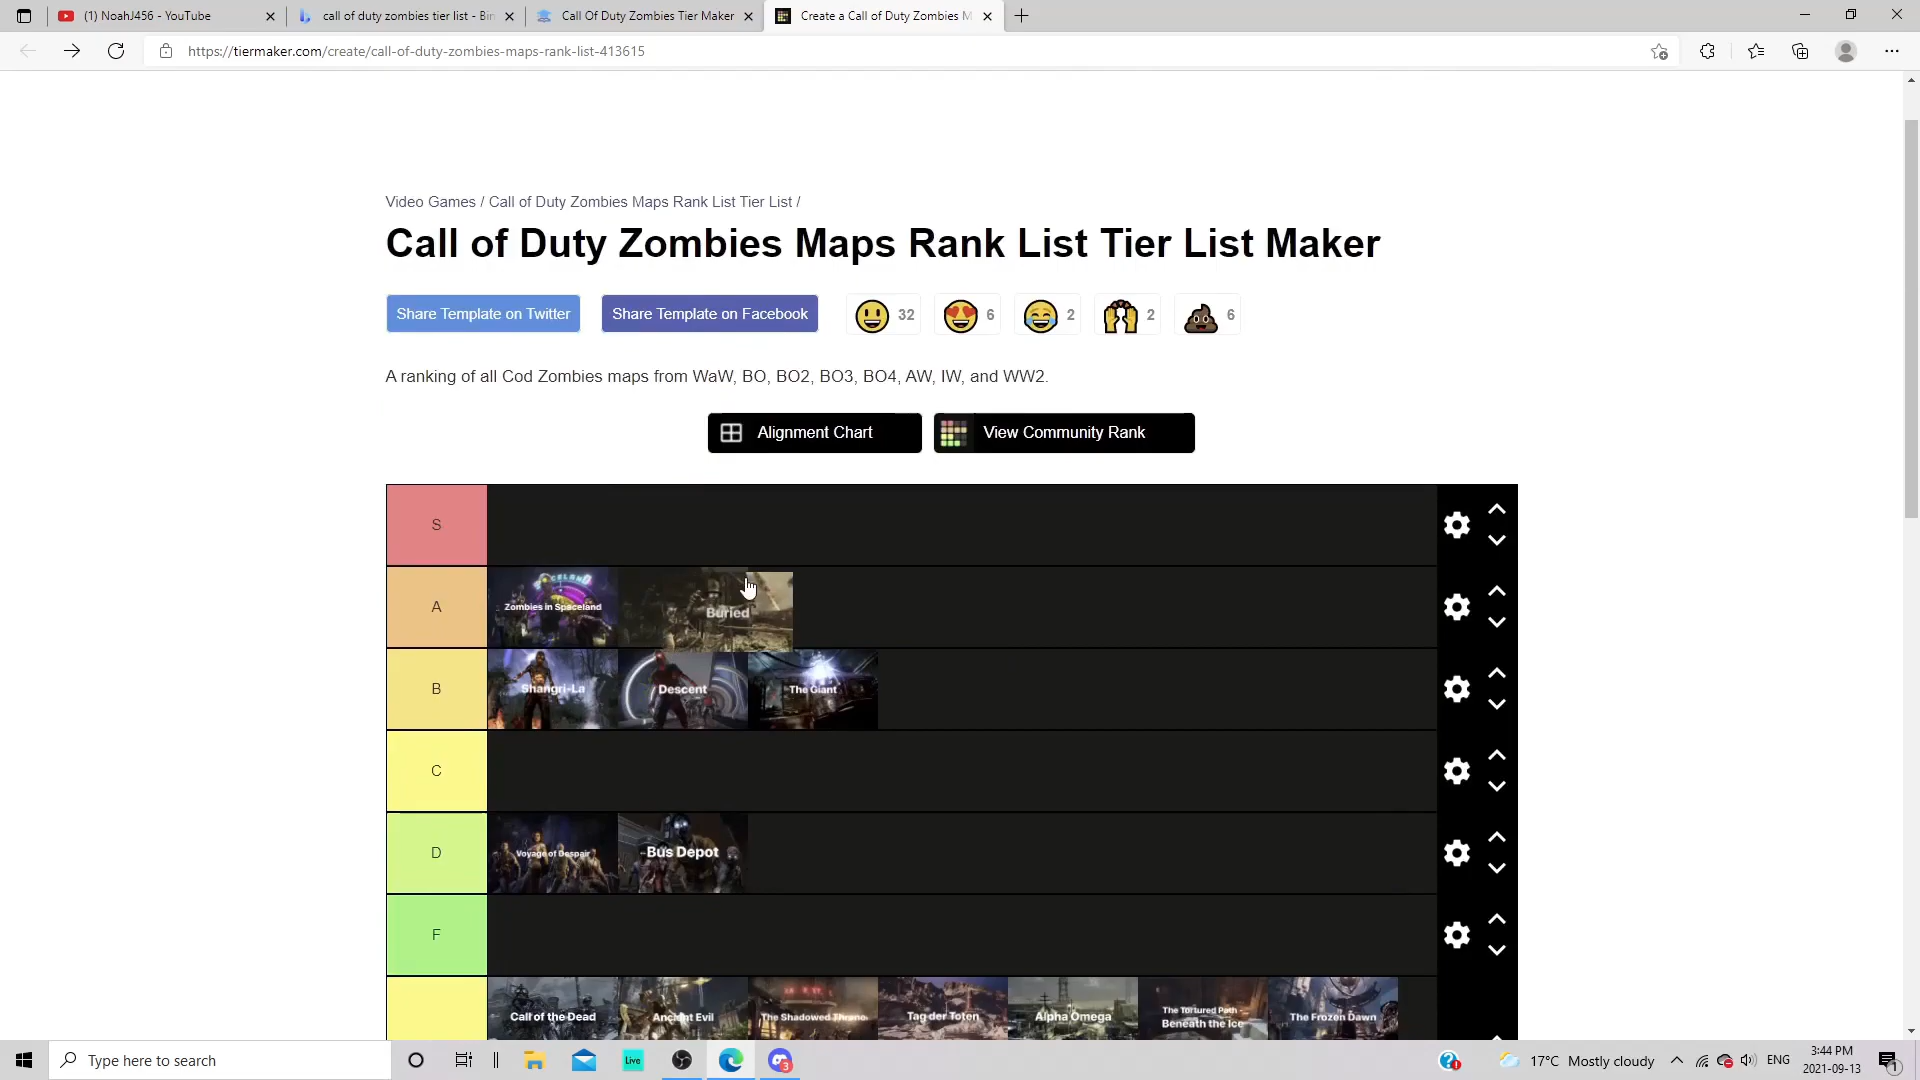 (1) NoahJ456 - YouTube
call of duty zombies tier list - Bin
Call Of Duty Zombies Tier Maker
Create a Call of Duty Zombies M
https://tiermaker.com/create/call-of-duty-zombies-maps-rank-list-413615
Video Games / Call of Duty Zombies Maps Rank List Tier List /
Call of Duty Zombies Maps Rank List Tier List Maker
Share Template on Twitter
Share Template on Facebook
32
6
2
2
6
A ranking of all Cod Zombies maps from WaW, BO, BO2, BO3, BO4, AW, IW, and WW2.
Alignment Chart
View Community Rank
S
A
SPACELAND
Zombies in Spaceland
Buried
B
Shangri-La
Descent
The Giant
C
D
Voyage of Despair
Bus Depot
F
Call of the Dead
Ancient Evil
The Shadowed Throne
Tag der Toten
Alpha Omega
The Tortured Path -
Beneath the Ice
The Frozen Dawn
Type here to search
Live
3
17°C Mostly cloudy
ENG
3:44 PM
2021-09-13
1